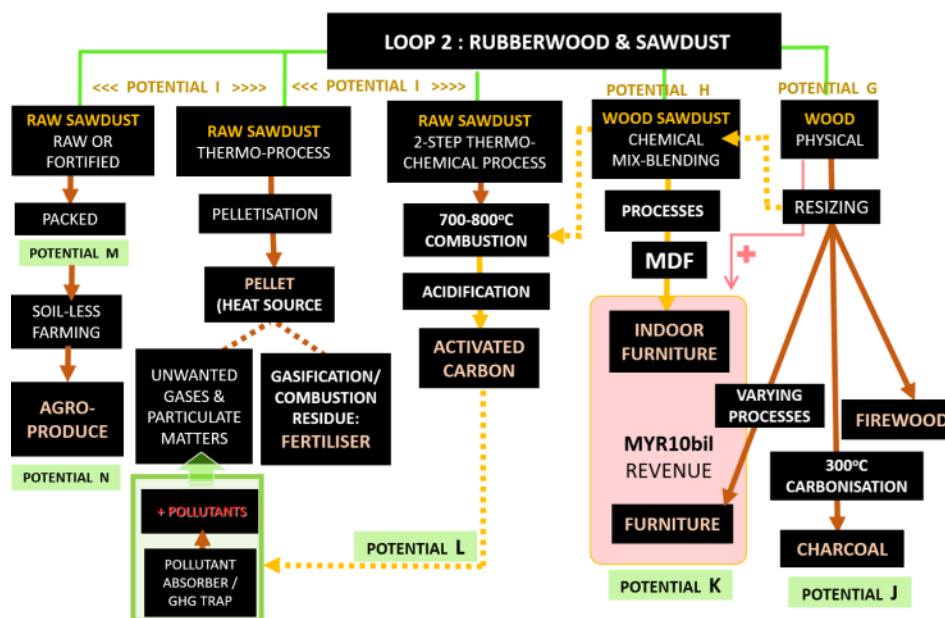 LOOP 2 : RUBBERWOOD & SAWDUST
<<< POTENTIAL I >>>>
<<< POTENTIAL I >>>>
POTENTIAL H
POTENTIAL G
RAW SAWDUST
RAW OR
FORTIFIED
PACKED
POTENTIAL M
SOIL-LESS
FARMING
AGRO-
PRODUCE
POTENTIAL N
RAW SAWDUST
THERMO-PROCESS
PELLETISATION
PELLET
(HEAT SOURCE
UNWANTED
GASES &
PARTICULATE
MATTERS
GASIFICATION/
COMBUSTION
RESIDUE:
FERTILISER
+ POLLUTANTS
POLLUTANT
ABSORBER /
GHG TRAP
RAW SAWDUST
2-STEP THERMO-
CHEMICAL PROCESS
700-800ᵒC
COMBUSTION
ACIDIFICATION
ACTIVATED
CARBON
POTENTIAL L
WOOD SAWDUST
CHEMICAL
MIX-BLENDING
PROCESSES
MDF
+
INDOOR
FURNITURE
MYR10bil
REVENUE
FURNITURE
POTENTIAL K
WOOD
PHYSICAL
RESIZING
VARYING
PROCESSES
FIREWOOD
300ᵒC
CARBONISATION
CHARCOAL
POTENTIAL J